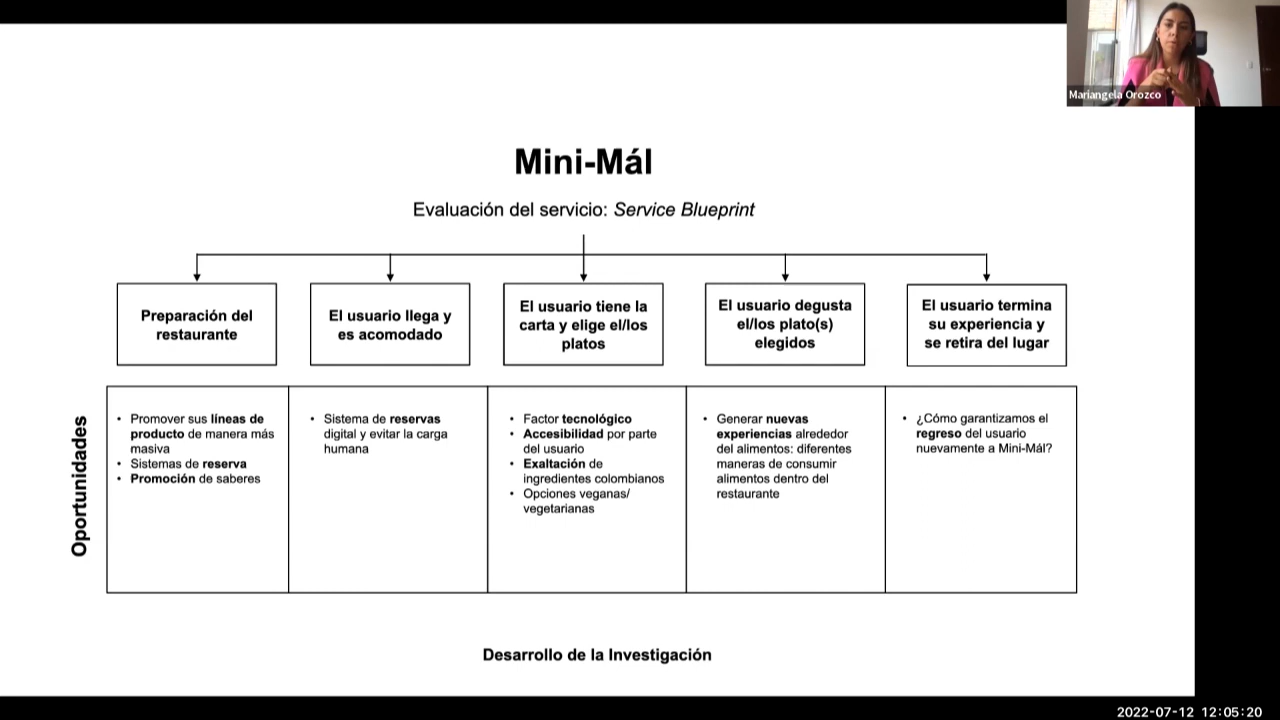 Mariangela Orozco
Mini-Mál
Evaluación del servicio: Service Blueprint
Preparación del
restaurante
El usuario llega y
es acomodado
El usuario tiene la
carta y elige el/los
platos
El usuario degusta
el/los plato(s)
elegidos
El usuario termina
su experiencia y
se retira del lugar
Oportunidades
• Promover sus líneas de
producto de manera más
masiva
• Sistemas de reserva
• Promoción de saberes
• Sistema de reservas
digital y evitar la carga
humana
• Factor tecnológico
• Accesibilidad por parte
del usuario
• Exaltación de
ingredientes colombianos
• Opciones veganas/
vegetarianas
• Generar nuevas
experiencias alrededor
del alimentos: diferentes
maneras de consumir
alimentos dentro del
restaurante
• ¿Cómo garantizamos el
regreso del usuario
nuevamente a Mini-Mál?
Desarrollo de la Investigación
2022-07-12 12:05:20